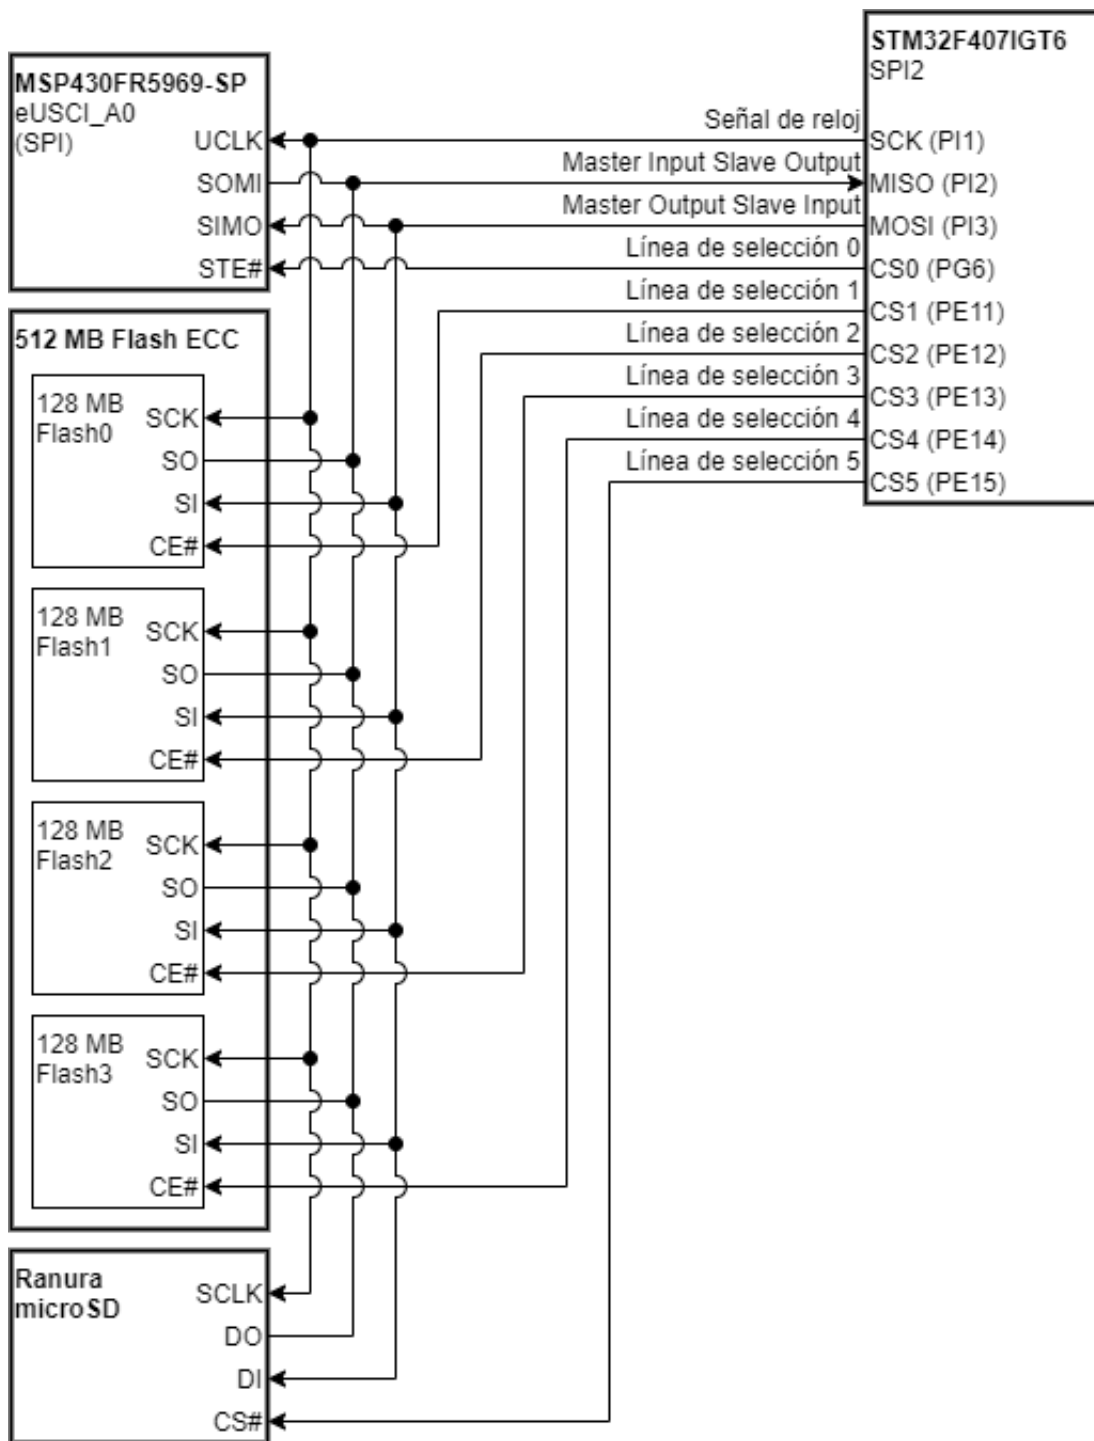 MSP430FR5969-SP
eUSCI_A0
(SPI)
UCLK
SOMI
SIMO
STE#
STM32F407IGT6
SPI2
Señal de reloj
SCK (PI1)
Master Input Slave Output
MISO (PI2)
Master Output Slave Input
MOSI (PI3)
Línea de selección 0
CS0 (PG6)
Línea de selección 1
CS1 (PE11)
Línea de selección 2
CS2 (PE12)
Línea de selección 3
CS3 (PE13)
Línea de selección 4
CS4 (PE14)
Línea de selección 5
CS5 (PE15)
512 MB Flash ECC
128 MB
Flash0
SCK
SO
SI
CE#
128 MB
Flash1
SCK
SO
SI
CE#
128 MB
Flash2
SCK
SO
SI
CE#
128 MB
Flash3
SCK
SO
SI
CE#
Ranura
microSD
SCLK
DO
DI
CS#